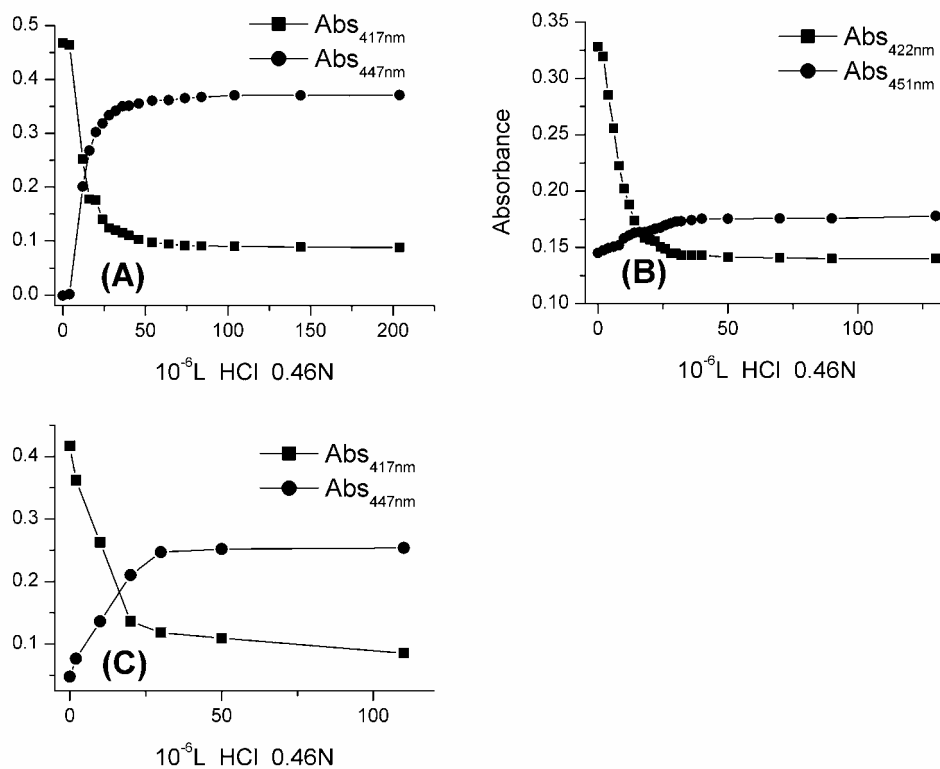 0.5
0.4
0.3
0.2
0.1
0.0
Abs417nm
Abs447nm
(A)
0 50 100 150 200
10⁻⁶L HCl 0.46N
Absorbance
0.35
0.30
0.25
0.20
0.15
0.10
Abs422nm
Abs451nm
(B)
0 50 100
10⁻⁶L HCl 0.46N
0.4
0.3
0.2
0.1
Abs417nm
Abs447nm
(C)
0 50 100
10⁻⁶L HCl 0.46N